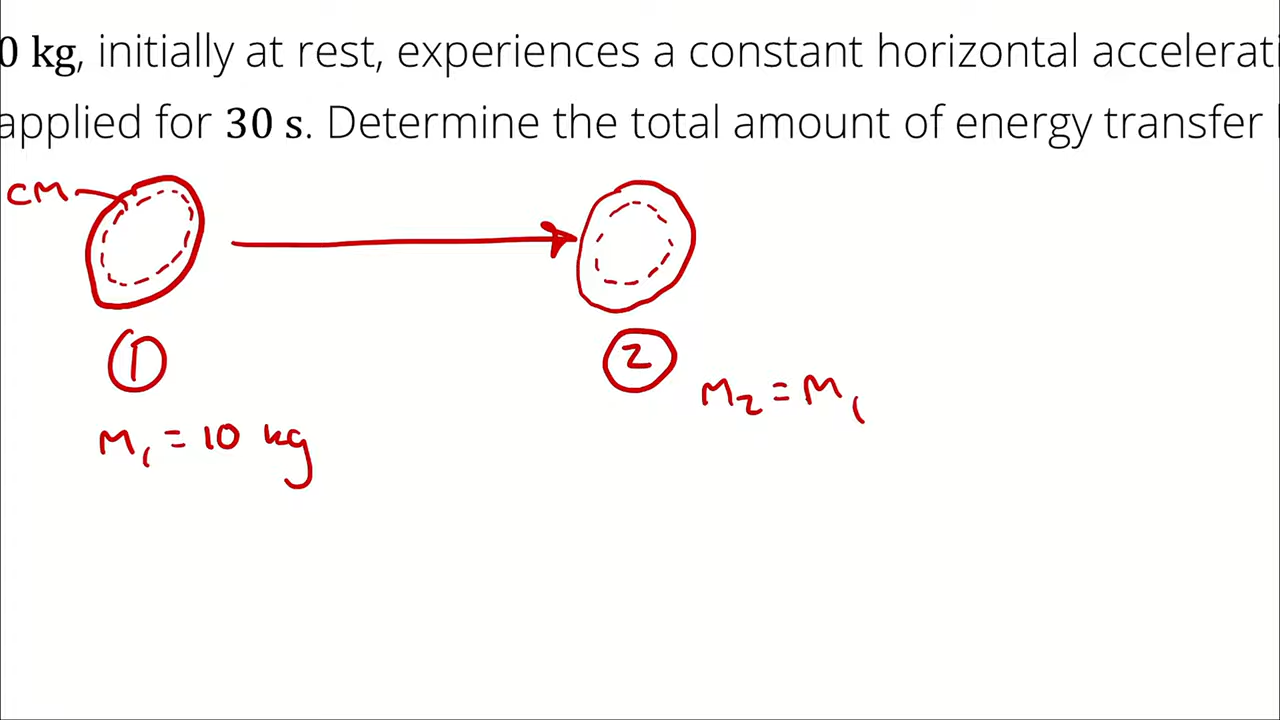 0 kg, initially at rest, experiences a constant horizontal accelerati
applied for 30 s. Determine the total amount of energy transfer
CM
1
2
M₂ = M₁
M₁ = 10 kg